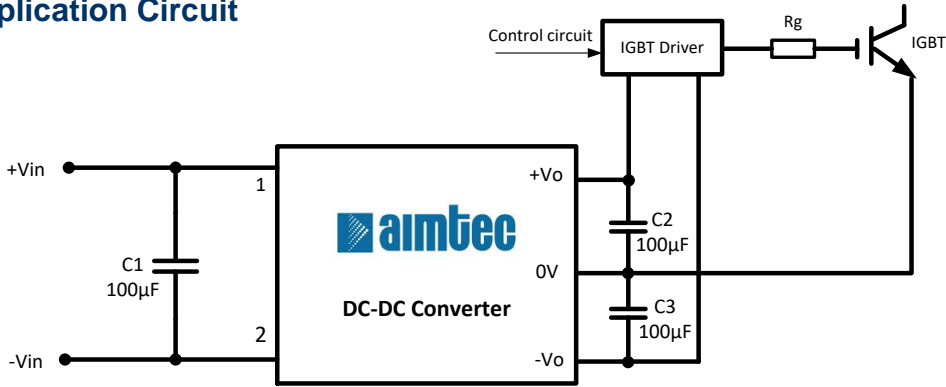 plication Circuit
Control circuit
IGBT Driver
Rg
IGBT
+Vin
1
+Vo
aimtec
C2
100µF
C1
100µF
0V
DC-DC Converter
C3
100µF
2
-Vin
-Vo